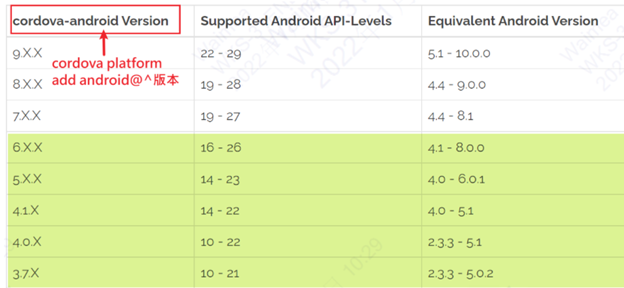 cordova-android Version Supported Android API-Levels Equivalent Android Version
9.X.X 22 - 29 5.1 - 10.0.0
cordova platform
add android@^版本
8.X.X 19 - 28 4.4 - 9.0.0
7.X.X 19 - 27 4.4 - 8.1
6.X.X 16 - 26 4.1 - 8.0.0
5.X.X 14 - 23 4.0 - 6.0.1
4.1.X 14 - 22 4.0 - 5.1
4.0.X 10 - 22 2.3.3 - 5.1
3.7.X 10 - 21 2.3.3 - 5.0.2